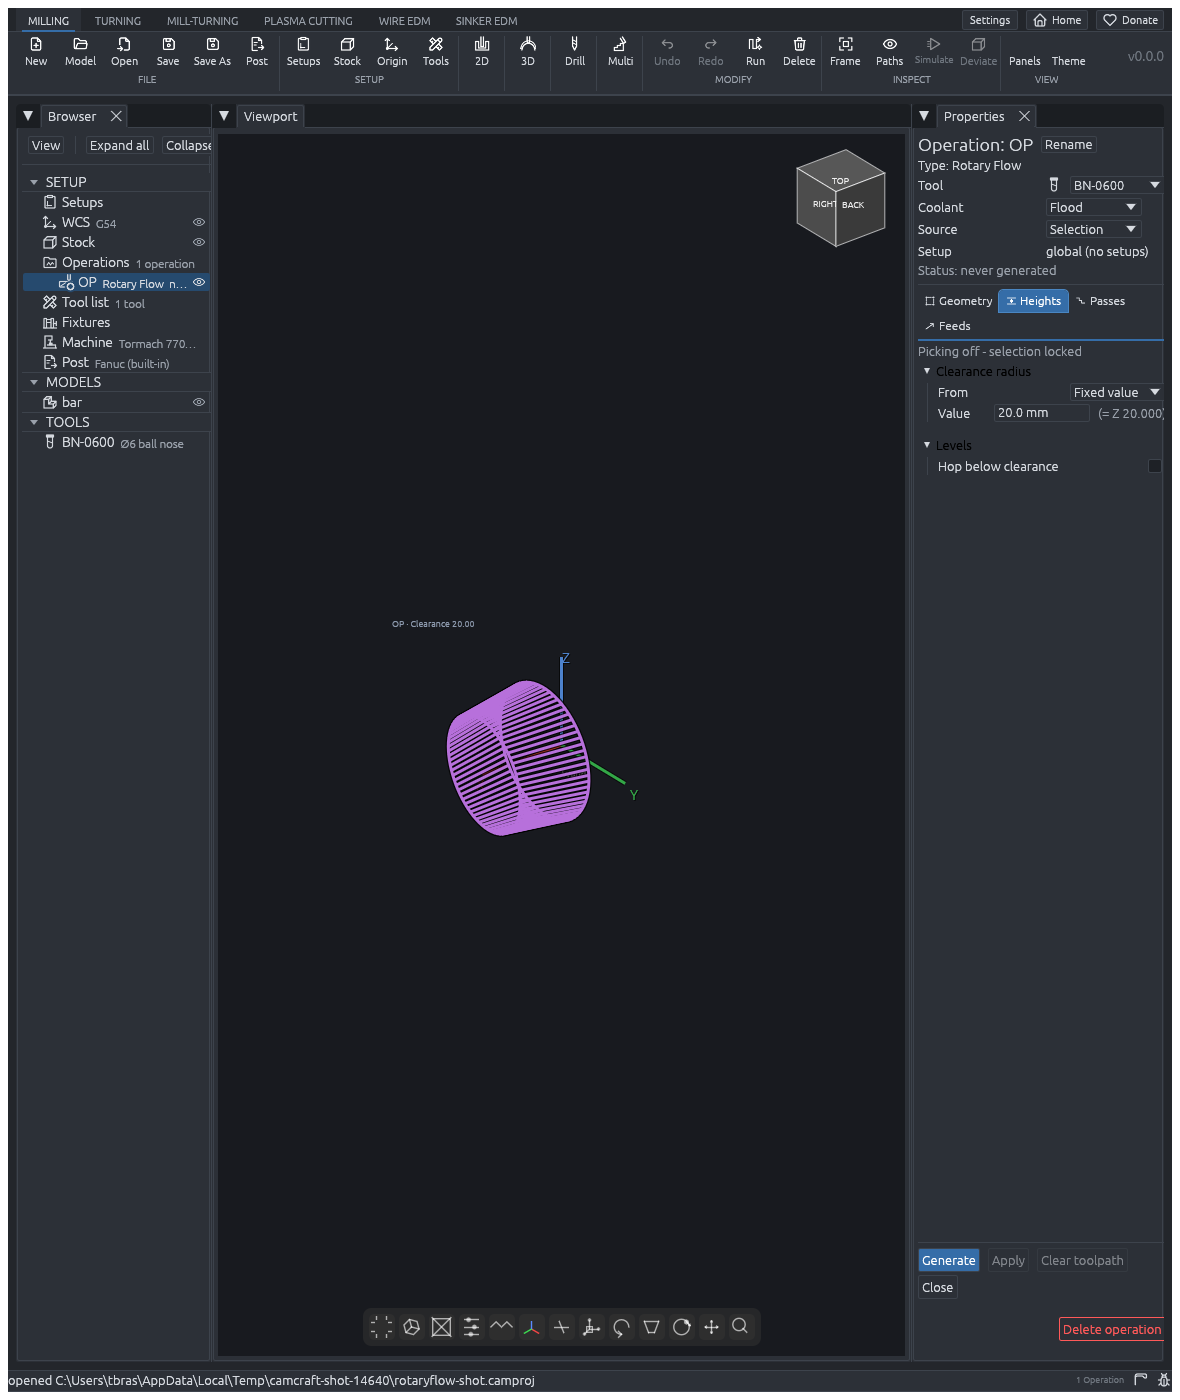 MILLING TURNING MILL-TURNING PLASMA CUTTING WIRE EDM SINKER EDM Settings Home Donate
New Model Open Save Save As Post Setups Stock Origin Tools 2D 3D Drill Multi Undo Redo Run Delete Frame Paths Simulate Deviate Panels Theme v0.0.0
FILE SETUP MODIFY INSPECT VIEW
Browser
View Expand all Collapse
SETUP
Setups
WCS G54
Stock
Operations 1 operation
OP Rotary Flow n...
Tool list 1 tool
Fixtures
Machine Tormach 770...
Post Fanuc (built-in)
MODELS
bar
TOOLS
BN-0600 Ø6 ball nose
Viewport
TOP
RIGHT BACK
OP · Clearance 20.00
Z
Y
Properties
Operation: OP Rename
Type: Rotary Flow
Tool BN-0600
Coolant Flood
Source Selection
Setup global (no setups)
Status: never generated
Geometry Heights Passes
Feeds
Picking off - selection locked
Clearance radius
From Fixed value
Value 20.0 mm (= Z 20.000)
Levels
Hop below clearance
Generate Apply Clear toolpath
Close
Delete operation
opened C:\Users\tbras\AppData\Local\Temp\camcraft-shot-14640\rotaryflow-shot.camproj 1 Operation